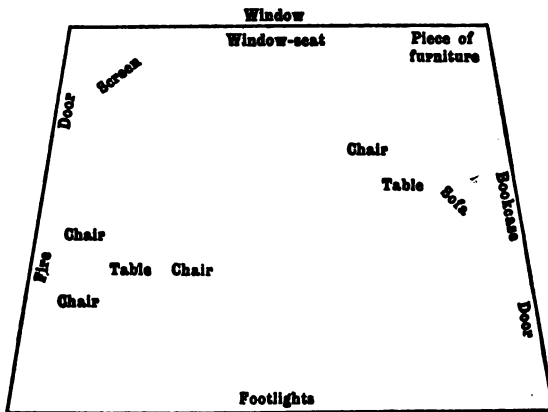 Window
Window-seat
Piece of
furniture
Screen
Door
Chair
Table
Sofa
Bookcase
Chair
Fire
Table
Chair
Chair
Door
Footlights